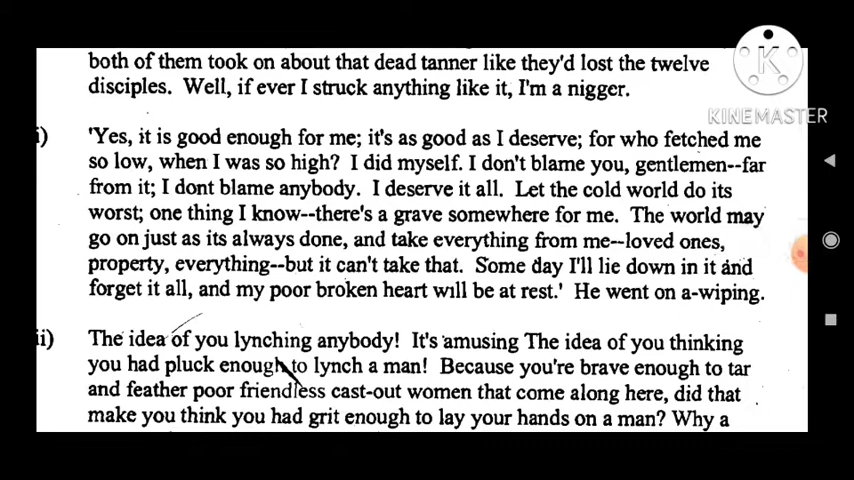 both of them took on about that dead tanner like they'd lost the twelve
disciples. Well, if ever I struck anything like it, I'm a nigger.
i) 'Yes, it is good enough for me; it's as good as I deserve; for who fetched me
so low, when I was so high? I did myself. I don't blame you, gentlemen--far
from it; I dont blame anybody. I deserve it all. Let the cold world do its
worst; one thing I know--there's a grave somewhere for me. The world may
go on just as its always done, and take everything from me--loved ones,
property, everything--but it can't take that. Some day I'll lie down in it and
forget it all, and my poor broken heart will be at rest.' He went on a-wiping.
ii) The idea of you lynching anybody! It's amusing The idea of you thinking
you had pluck enough to lynch a man! Because you're brave enough to tar
and feather poor friendless cast-out women that come along here, did that
make you think you had grit enough to lay your hands on a man? Why a
K
KINEMASTER